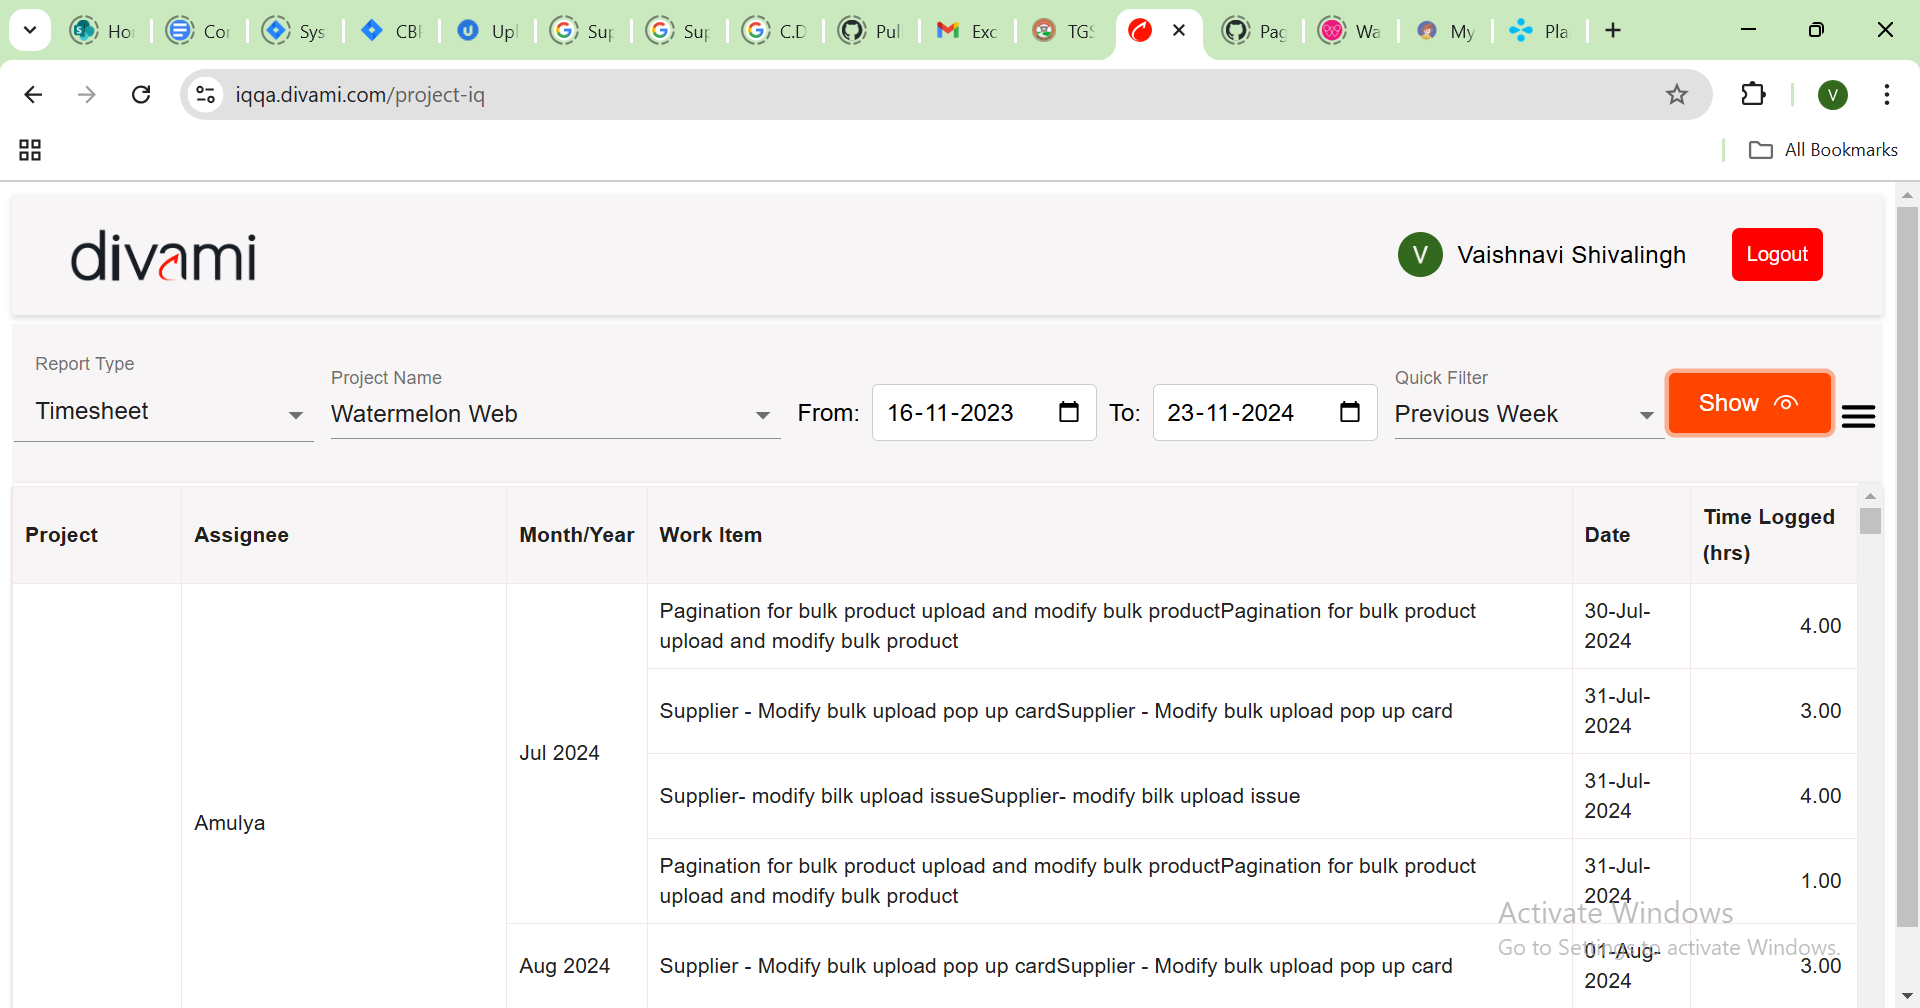 Ho
Cor
Sys
CBI
Upl
Sup
Sup
C.D
Pul
Exc
TGS
Pag
Wa
My
Pla
iqqa.divami.com/project-iq
V
All Bookmarks
divami
V
Vaishnavi Shivalingh
Logout
Report Type
Timesheet
Project Name
Watermelon Web
From:
16-11-2023
To:
23-11-2024
Quick Filter
Previous Week
Show
Project
Assignee
Month/Year
Work Item
Date
Time Logged
(hrs)
Amulya
Jul 2024
Pagination for bulk product upload and modify bulk productPagination for bulk product
upload and modify bulk product
30-Jul-
2024
4.00
Supplier - Modify bulk upload pop up cardSupplier - Modify bulk upload pop up card
31-Jul-
2024
3.00
Supplier- modify bilk upload issueSupplier- modify bilk upload issue
31-Jul-
2024
4.00
Pagination for bulk product upload and modify bulk productPagination for bulk product
upload and modify bulk product
31-Jul-
2024
1.00
Aug 2024
Supplier - Modify bulk upload pop up cardSupplier - Modify bulk upload pop up card
01-Aug-
2024
3.00
Activate Windows
Go to Settings to activate Windows.